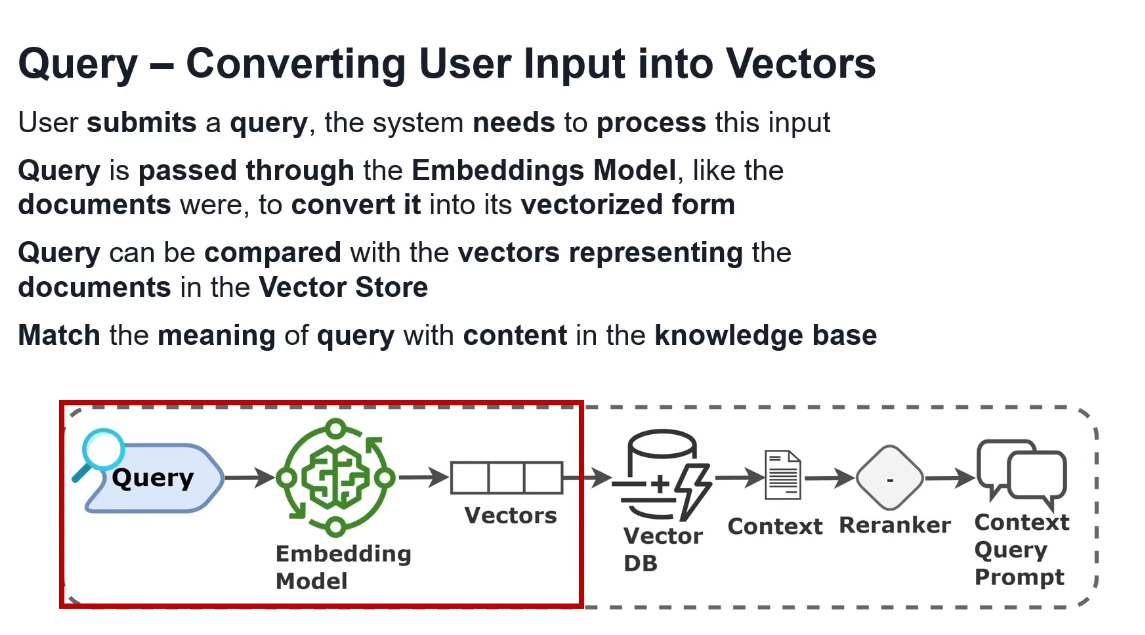 Query – Converting User Input into Vectors
User submits a query, the system needs to process this input
Query is passed through the Embeddings Model, like the
documents were, to convert it into its vectorized form
Query can be compared with the vectors representing the
documents in the Vector Store
Match the meaning of query with content in the knowledge base
Query
Embedding
Model
Vectors
Vector
DB
Context
-
Reranker
Context
Query
Prompt